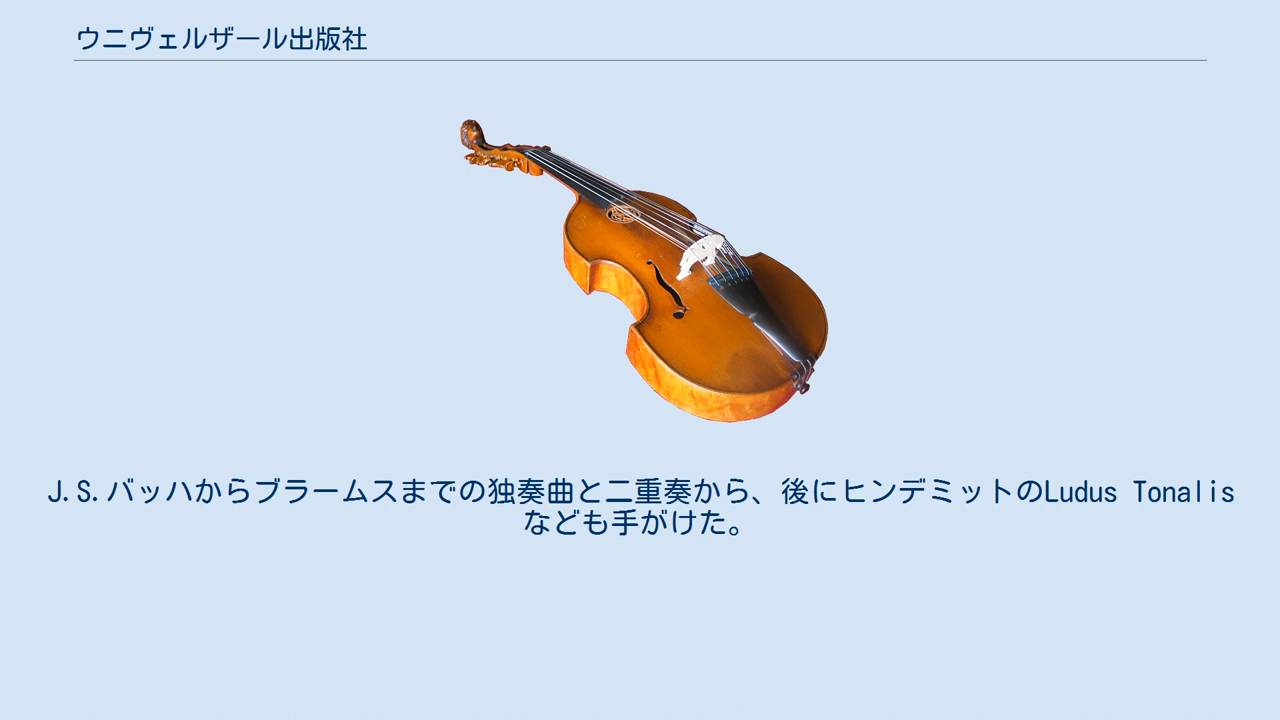 ウニヴェルザール出版社
J.S.バッハからブラームスまでの独奏曲と二重奏から、後にヒンデミットのLudus Tonalis
なども手がけた。